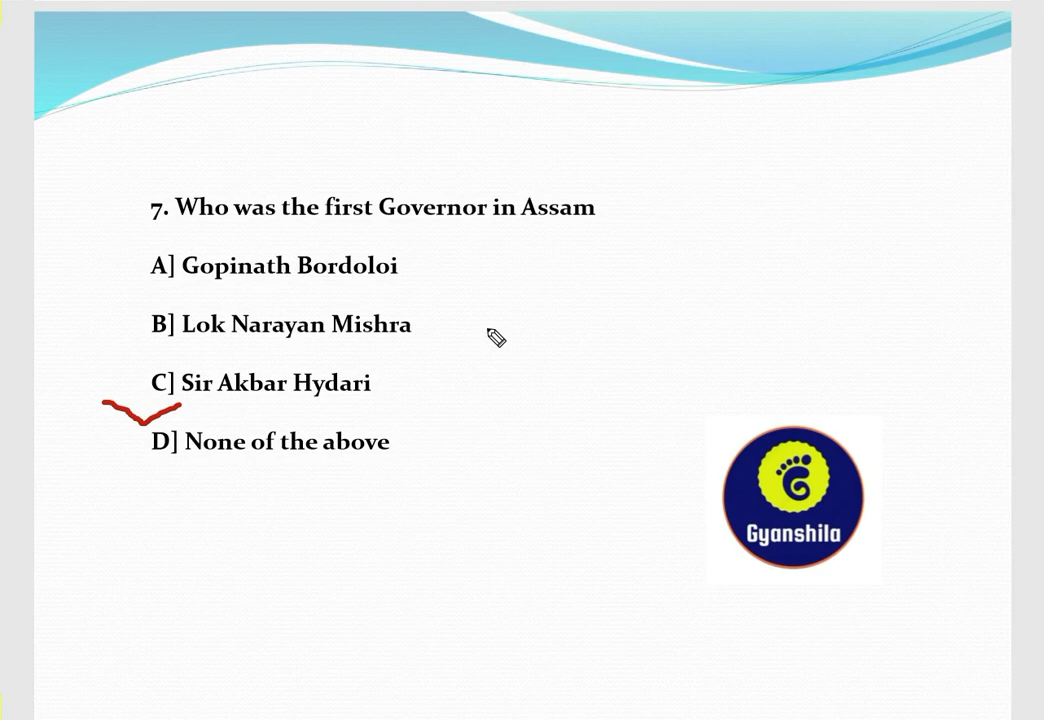 7. Who was the first Governor in Assam
A] Gopinath Bordoloi
B] Lok Narayan Mishra
C] Sir Akbar Hydari
D] None of the above
Gyanshila